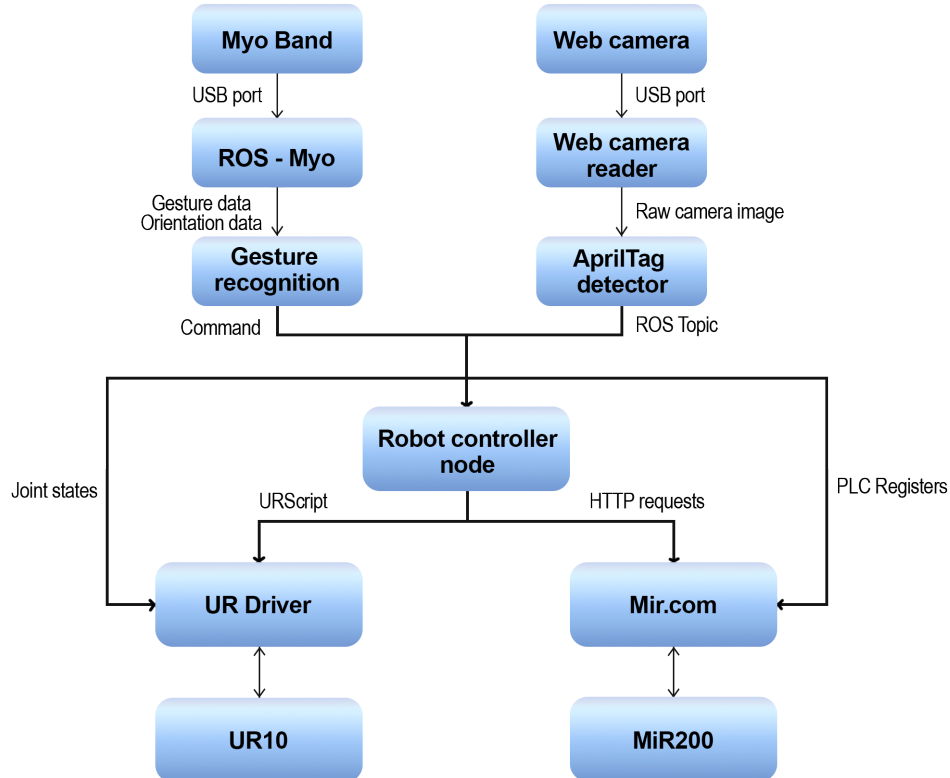 Myo Band
Web camera
USB port
USB port
ROS - Myo
Web camera
reader
Gesture data
Orientation data
Raw camera image
Gesture
recognition
AprilTag
detector
Command
ROS Topic
Robot controller
node
Joint states
PLC Registers
URScript
HTTP requests
UR Driver
Mir.com
UR10
MiR200